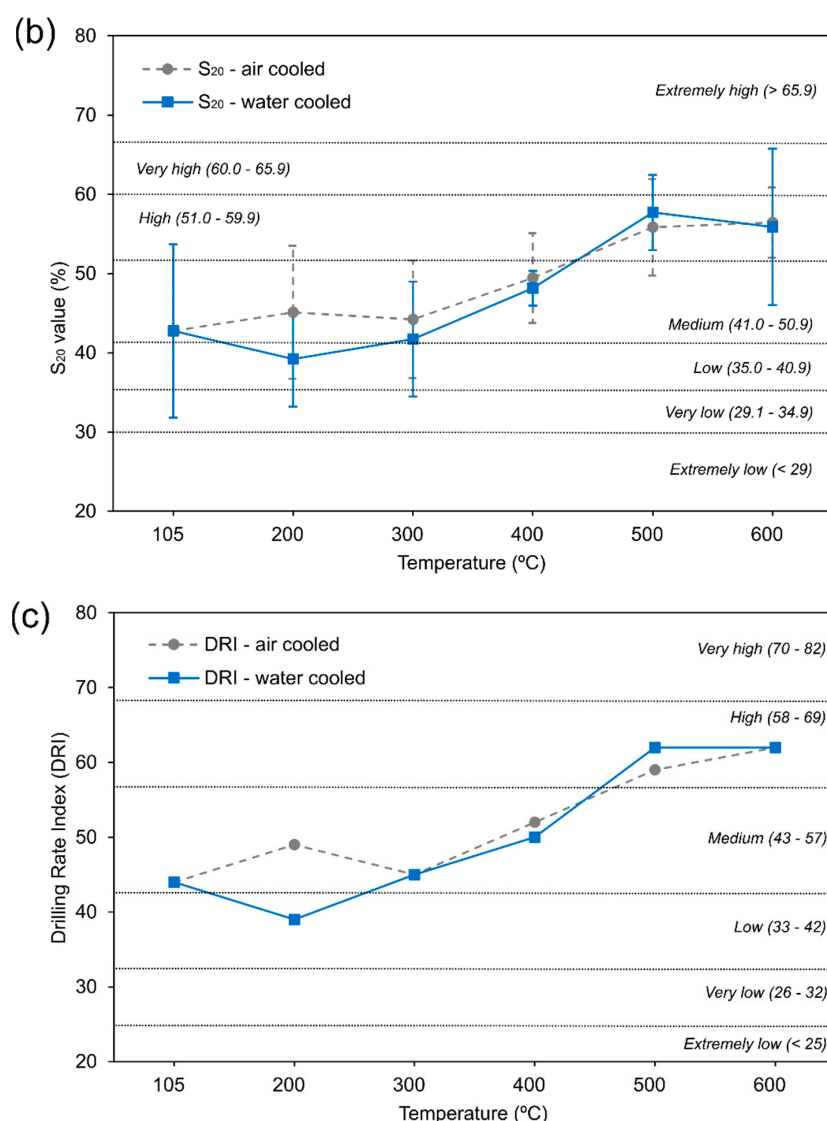 (b)
S20 - air cooled
S20 - water cooled
Extremely high (> 65.9)
Very high (60.0 - 65.9)
High (51.0 - 59.9)
Medium (41.0 - 50.9)
Low (35.0 - 40.9)
Very low (29.1 - 34.9)
Extremely low (< 29)
S20 value (%)
80
70
60
50
40
30
20
105 200 300 400 500 600
Temperature (ºC)
(c)
DRI - air cooled
DRI - water cooled
Very high (70 - 82)
High (58 - 69)
Medium (43 - 57)
Low (33 - 42)
Very low (26 - 32)
Extremely low (< 25)
Drilling Rate Index (DRI)
80
70
60
50
40
30
20
105 200 300 400 500 600
Temperature (ºC)